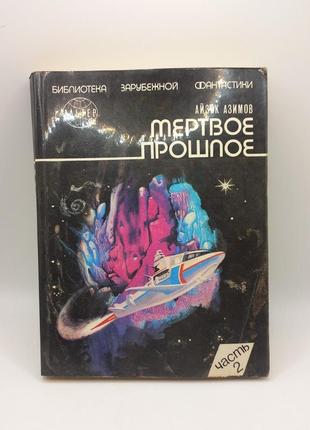 БИБЛИОТЕКА ЗАРУБЕЖНОЙ ФАНТАСТИКИ
АЙЗЕК АЗИМОВ
МЕРТВОЕ
ПРОШЛОЕ
ЧАСТЬ
2